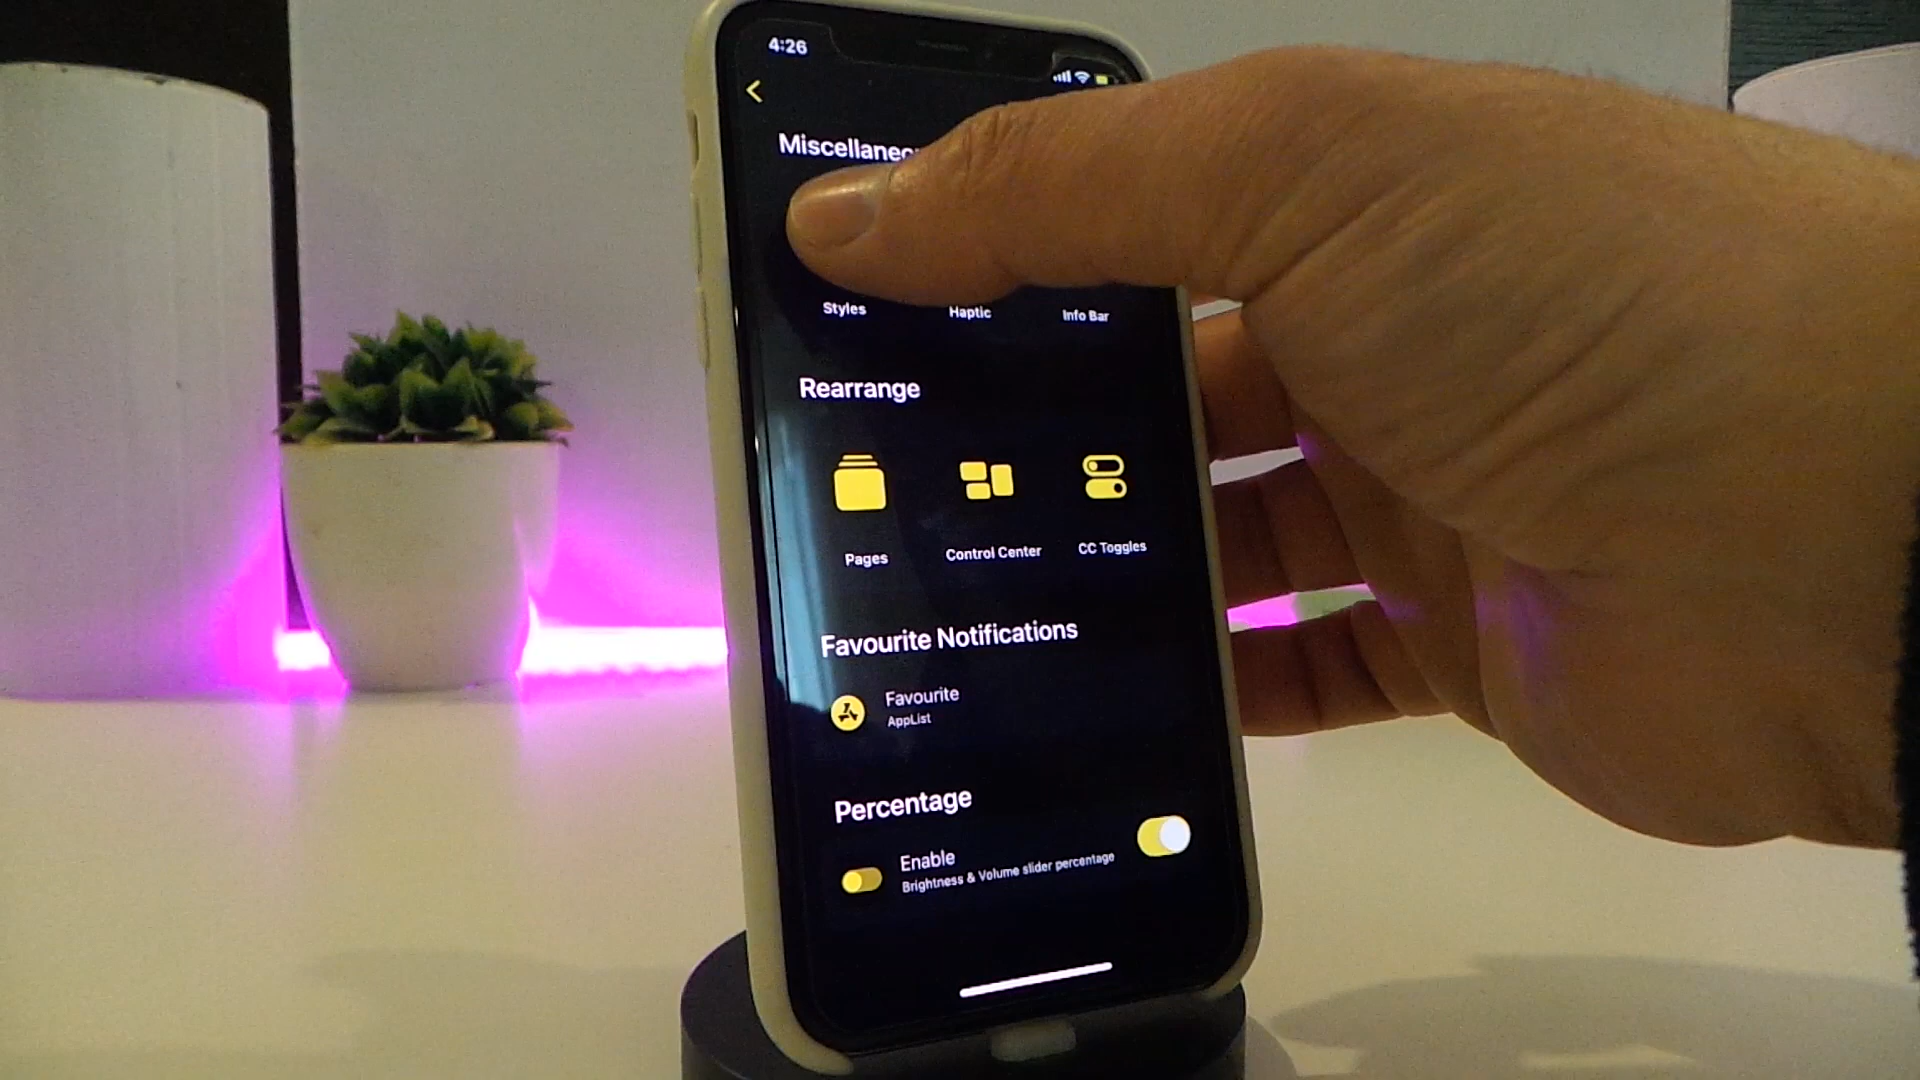 4:26
Miscellaneo
Styles Haptic Info Bar
Rearrange
Pages Control Center CC Toggles
Favourite Notifications
Favourite
AppList
Percentage
Enable
Brightness & Volume slider percentage